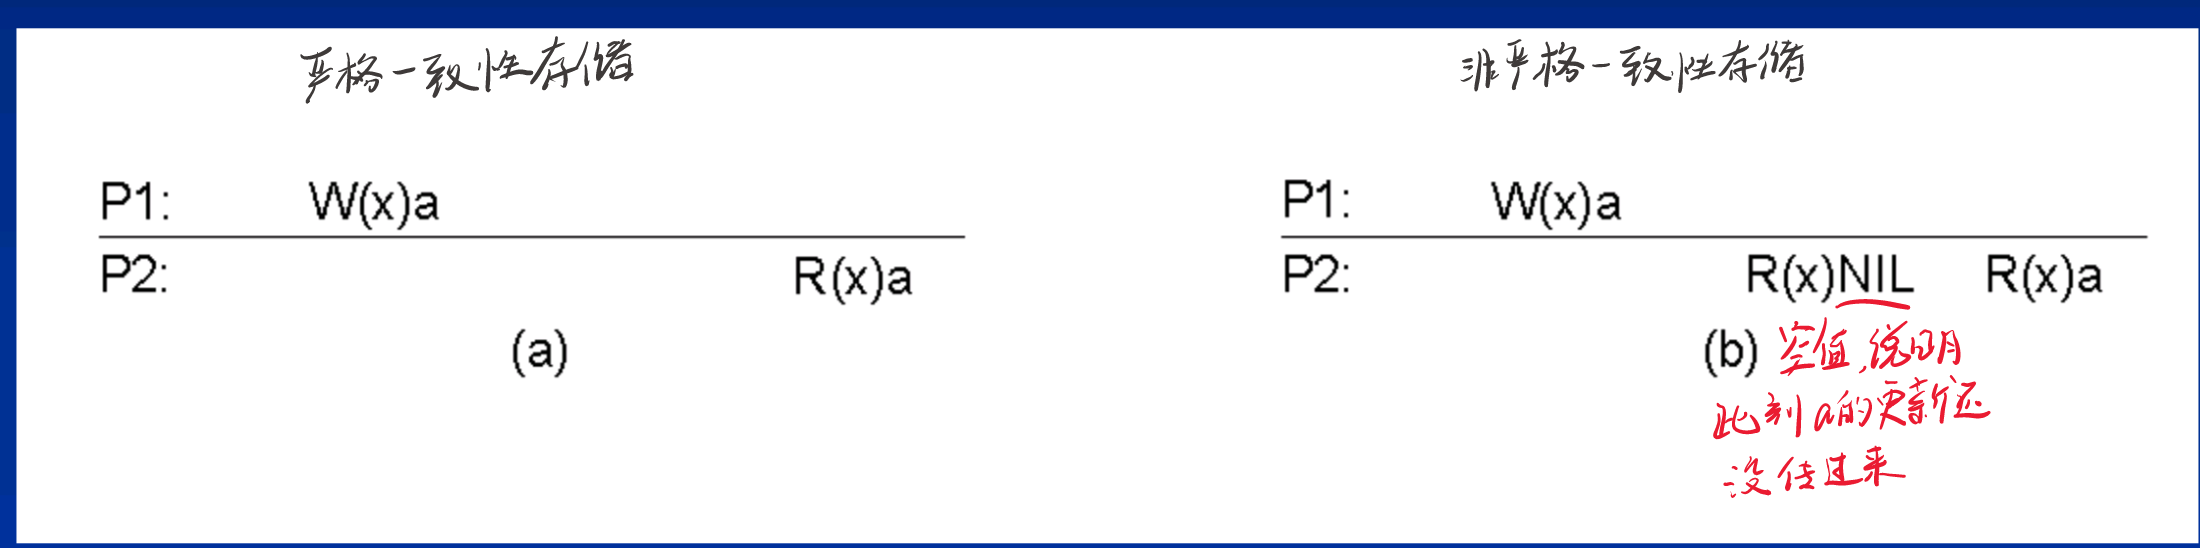 严格一致性存储
P1: W(x)a
P2: R(x)a
(a)
非严格一致性存储
P1: W(x)a
P2: R(x)NIL R(x)a
(b) 空值,说明
此刻a的更新还
没传过来